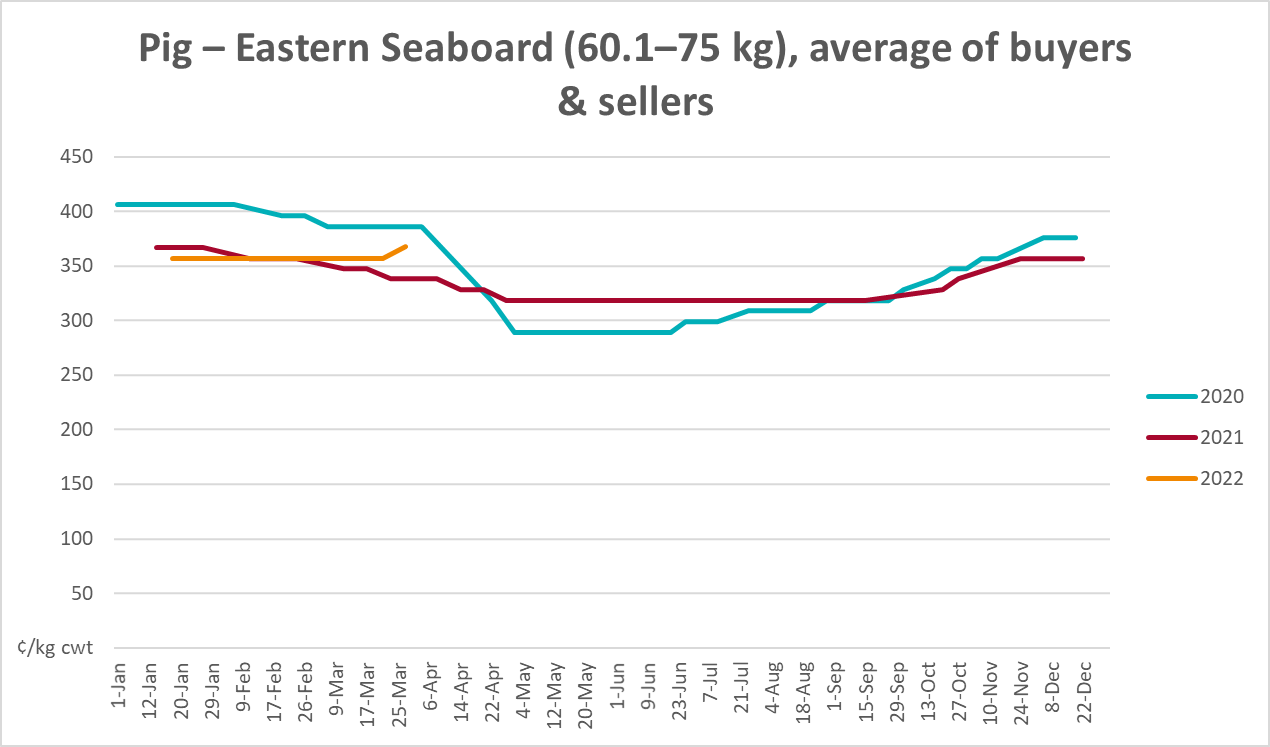 Pig – Eastern Seaboard (60.1–75 kg), average of buyers
& sellers
450
400
350
300
250
200
150
100
50
¢/kg cwt
1-Jan
12-Jan
20-Jan
29-Jan
9-Feb
17-Feb
26-Feb
9-Mar
17-Mar
25-Mar
6-Apr
14-Apr
22-Apr
4-May
12-May
20-May
1-Jun
9-Jun
23-Jun
7-Jul
21-Jul
4-Aug
18-Aug
1-Sep
15-Sep
29-Sep
13-Oct
27-Oct
10-Nov
24-Nov
8-Dec
22-Dec
2020
2021
2022